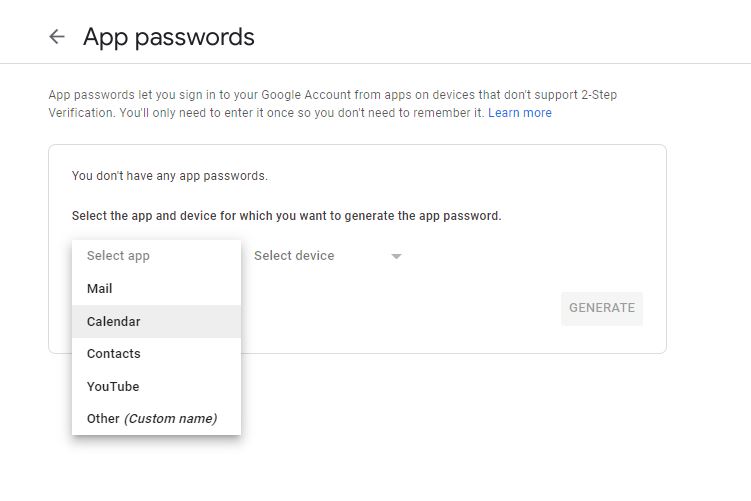 App passwords
App passwords let you sign in to your Google Account from apps on devices that don't support 2-Step
Verification. You'll only need to enter it once so you don't need to remember it. Learn more
You don't have any app passwords.
Select the app and device for which you want to generate the app password.
Select app
Select device
Mail
Calendar
Contacts
YouTube
Other (Custom name)
GENERATE